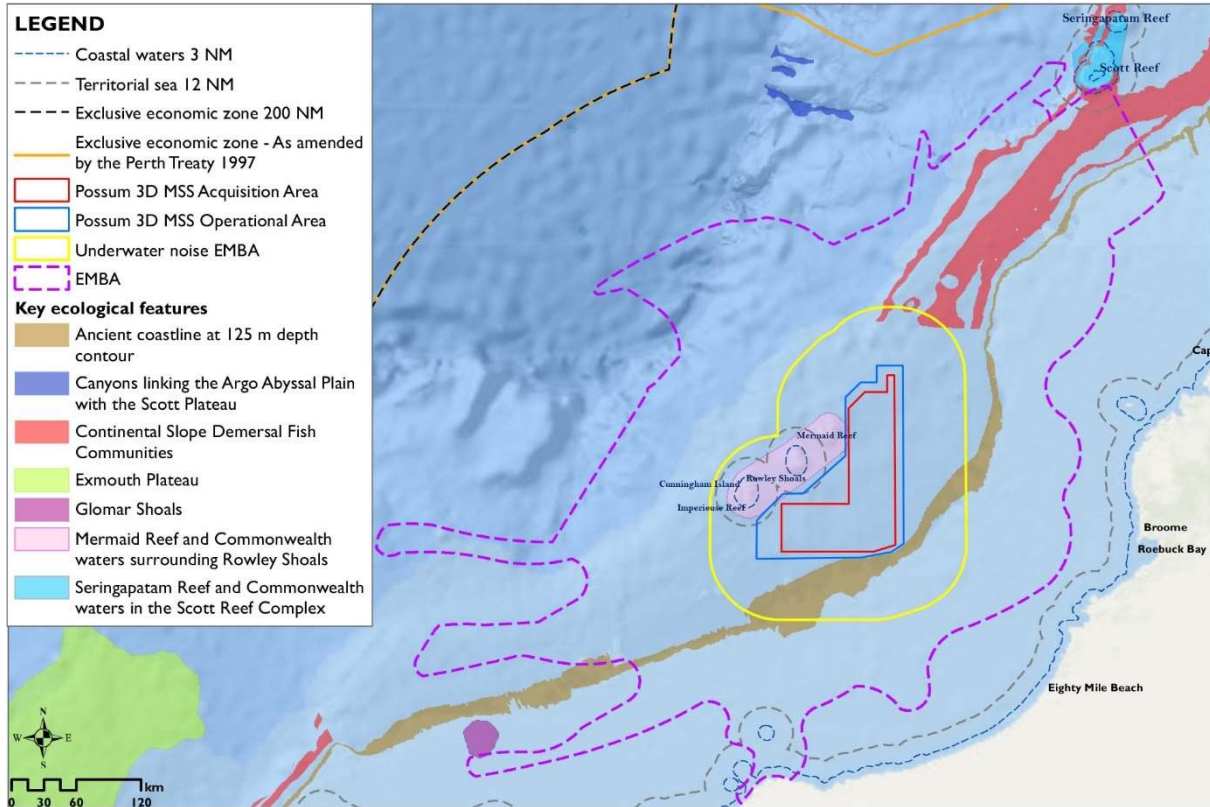 LEGEND
Coastal waters 3 NM
Territorial sea 12 NM
Exclusive economic zone 200 NM
Exclusive economic zone - As amended
by the Perth Treaty 1997
Possum 3D MSS Acquisition Area
Possum 3D MSS Operational Area
Underwater noise EMBA
EMBA
Key ecological features
Ancient coastline at 125 m depth
contour
Canyons linking the Argo Abyssal Plain
with the Scott Plateau
Continental Slope Demersal Fish
Communities
Exmouth Plateau
Glomar Shoals
Mermaid Reef and Commonwealth
waters surrounding Rowley Shoals
Seringapatam Reef and Commonwealth
waters in the Scott Reef Complex
Seringapatam Reef
Scott Reef
Cap
Mermaid Reef
Rowley Shoals
Cunningham Island
Imperieuse Reef
Broome
Roebuck Bay
Eighty Mile Beach
N
W E
S
km
0 30 60 120